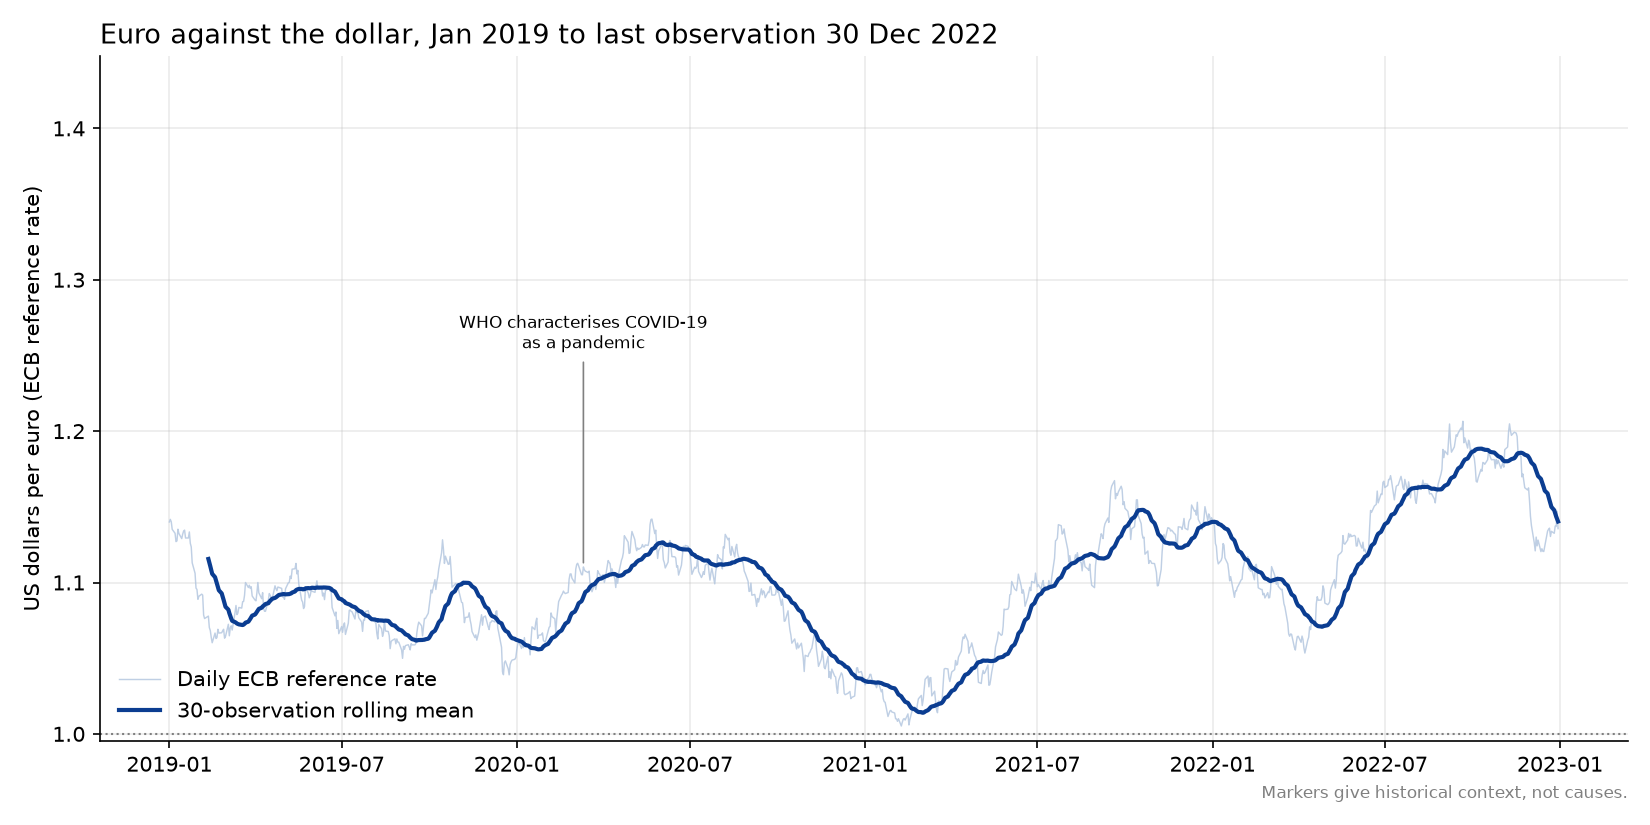 Euro against the dollar, Jan 2019 to last observation 30 Dec 2022
US dollars per euro (ECB reference rate)
1.4
1.3
1.2
1.1
1.0
WHO characterises COVID-19
as a pandemic
Daily ECB reference rate
30-observation rolling mean
2019-01
2019-07
2020-01
2020-07
2021-01
2021-07
2022-01
2022-07
2023-01
Markers give historical context, not causes.